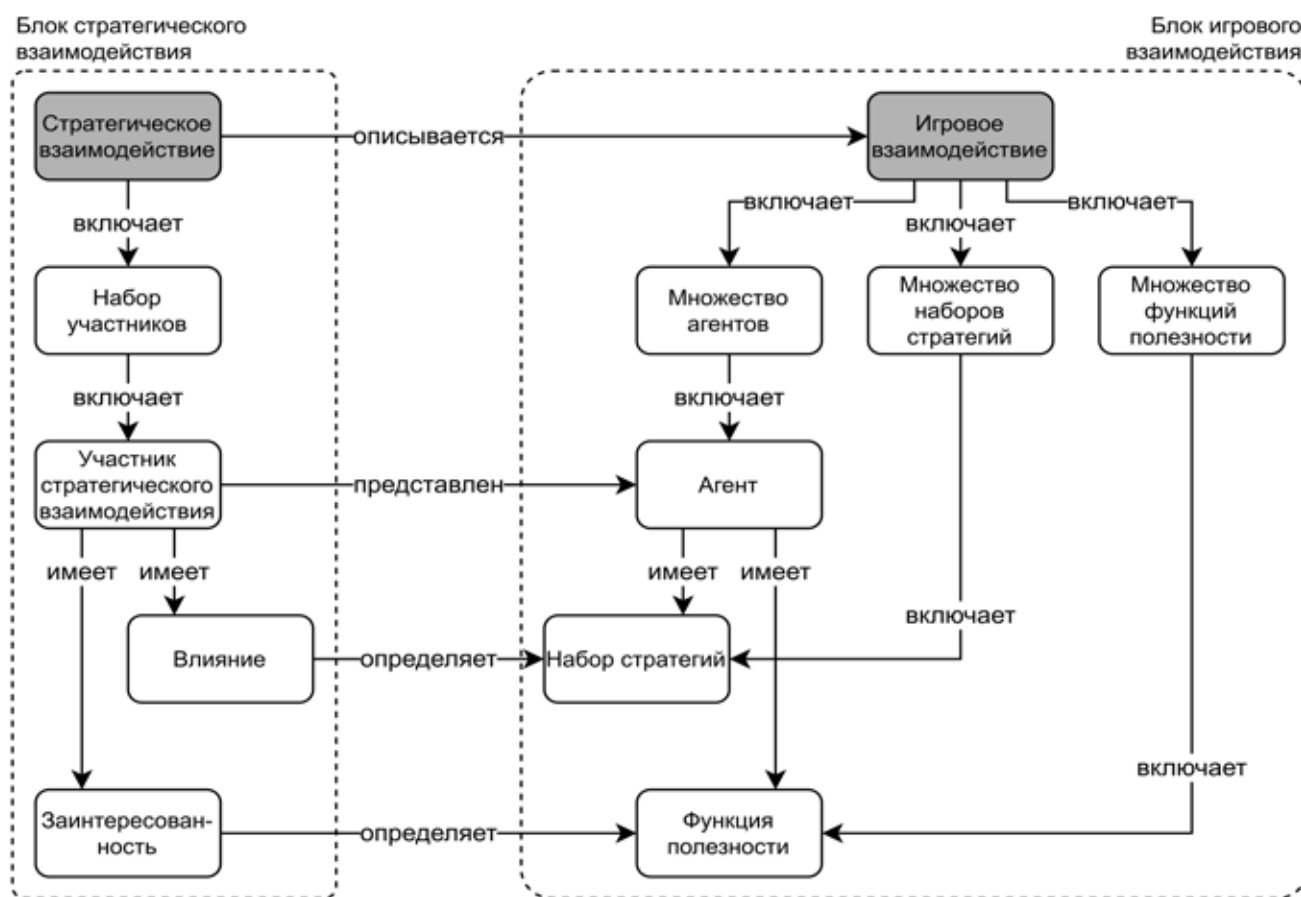 Блок стратегического
взаимодействия
Блок игрового
взаимодействия
Стратегическое
взаимодействие
описывается
Игровое
взаимодействие
включает
включает
включает
включает
Набор
участников
Множество
агентов
Множество
наборов
стратегий
Множество
функций
полезности
включает
включает
Участник
стратегического
взаимодействия
представлен
Агент
имеет
имеет
имеет
имеет
включает
Влияние
определяет
Набор стратегий
включает
Заинтересован-
ность
определяет
Функция
полезности